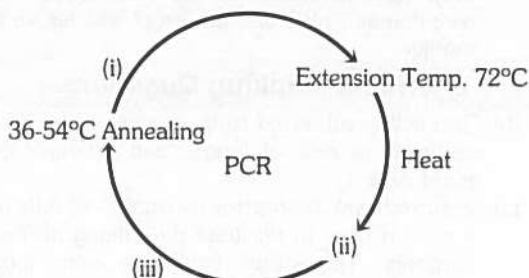 (i)
Extension Temp. 72°C
36-54°C Annealing
PCR
Heat
(ii)
(iii)